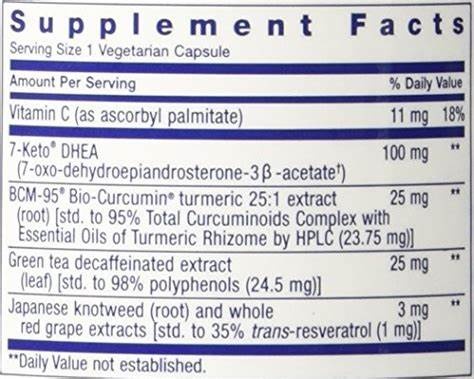 Supplement Facts
Serving Size 1 Vegetarian Capsule
Amount Per Serving % Daily Value
Vitamin C (as ascorbyl palmitate) 11 mg 18%
7-Keto® DHEA 100 mg **
(7-oxo-dehydroepiandrosterone-3β-acetate†)
BCM-95® Bio-Curcumin® turmeric 25:1 extract 25 mg **
(root) [std. to 95% Total Curcuminoids Complex with
Essential Oils of Turmeric Rhizome by HPLC (23.75 mg)]
Green tea decaffeinated extract 25 mg **
(leaf) [std. to 98% polyphenols (24.5 mg)]
Japanese knotweed (root) and whole 3 mg **
red grape extracts [std. to 35% trans-resveratrol (1 mg)]
**Daily Value not established.